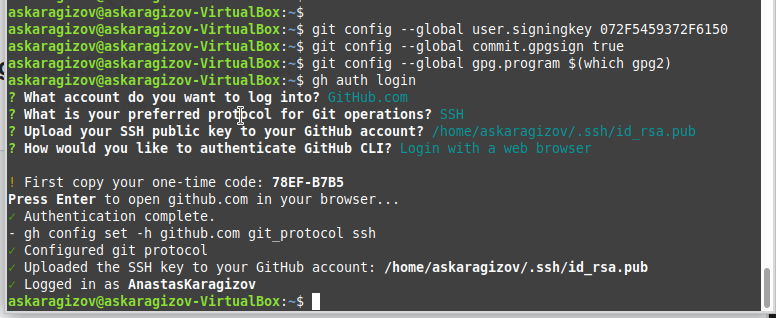 askaragizov@askaragizov-VirtualBox:~$
askaragizov@askaragizov-VirtualBox:~$ git config --global user.signingkey 072F5459372F6150
askaragizov@askaragizov-VirtualBox:~$ git config --global commit.gpgsign true
askaragizov@askaragizov-VirtualBox:~$ git config --global gpg.program $(which gpg2)
askaragizov@askaragizov-VirtualBox:~$ gh auth login
? What account do you want to log into? GitHub.com
? What is your preferred protocol for Git operations? SSH
? Upload your SSH public key to your GitHub account? /home/askaragizov/.ssh/id_rsa.pub
? How would you like to authenticate GitHub CLI? Login with a web browser
! First copy your one-time code: 78EF-B7B5
Press Enter to open github.com in your browser...
✓ Authentication complete.
- gh config set -h github.com git_protocol ssh
✓ Configured git protocol
✓ Uploaded the SSH key to your GitHub account: /home/askaragizov/.ssh/id_rsa.pub
✓ Logged in as AnastasKaragizov
askaragizov@askaragizov-VirtualBox:~$